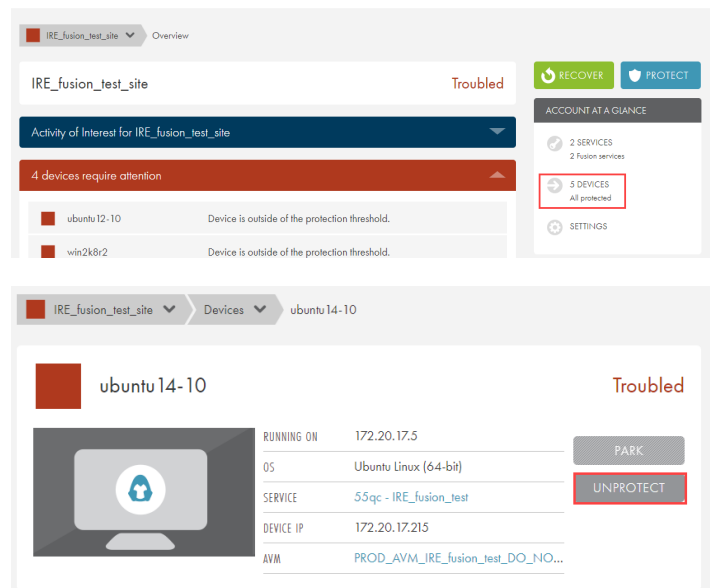 IRE_fusion_test_site
Overview
IRE_fusion_test_site
Troubled
RECOVER
PROTECT
Activity of Interest for IRE_fusion_test_site
4 devices require attention
ubuntu12-10
Device is outside of the protection threshold.
win2k8r2
Device is outside of the protection threshold.
ACCOUNT AT A GLANCE
2 SERVICES
2 Fusion services
5 DEVICES
All protected
SETTINGS
IRE_fusion_test_site
Devices
ubuntu14-10
ubuntu14-10
Troubled
RUNNING ON
172.20.17.5
OS
Ubuntu Linux (64-bit)
SERVICE
55qc - IRE_fusion_test
DEVICE IP
172.20.17.215
AVM
PROD_AVM_IRE_fusion_test_DO_NO...
PARK
UNPROTECT